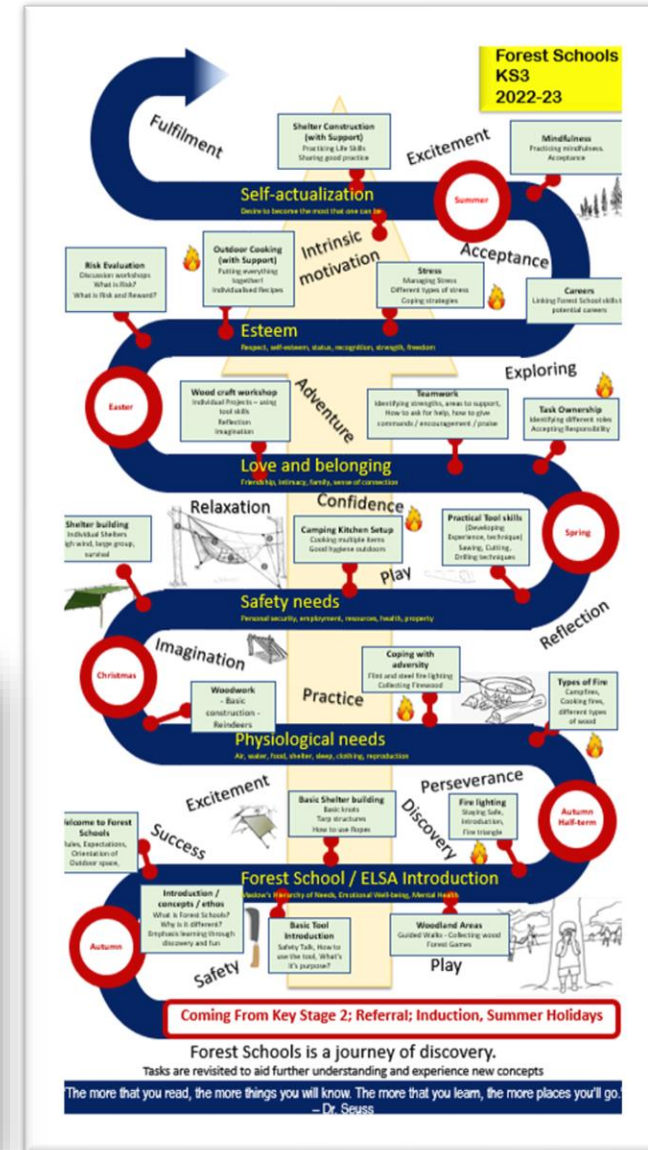 Forest Schools
KS3
2022-23
Fulfilment
Shelter Construction
(with Support)
Practicing Life Skills
Sharing good practice
Excitement
Mindfulness
Practising mindfulness.
Acceptance
Self-actualization
Desire to become the most that one can be
Summer
Intrinsic
motivation
Acceptance
Risk Evaluation
Discussion workshops
What is Risk?
What is Risk and Reward?
Outdoor Cooking
(with Support)
Putting everything
together!
Individualised Recipes
Stress
Managing Stress
Different types of stress
Coping strategies
Careers
Linking Forest School skills t
potential careers
Esteem
Respect, self-esteem, status, recognition, strength, freedom
Exploring
Easter
Wood craft workshop
Individual Projects – using
tool skills
Reflection
Imagination
Adventure
Teamwork
Identifying strengths, areas to support,
How to ask for help, how to give
commands / encouragement / praise
Task Ownership
Identifying different roles
Accepting Responsibility
Love and belonging
Friendship, intimacy, family, sense of connection
Relaxation
Confidence
Spring
Shelter building
Individual Shelters
igh wind, large group,
survival
Camping Kitchen Setup
Cooking multiple items
Good hygiene outdoors
Practical Tool skills
(Developing
Experience, technique)
Sawing, Cutting,
Drilling techniques
Play
Safety needs
Personal security, employment, resources, health, property
Reflection
Imagination
Christmas
Woodwork
- Basic
construction -
Reindeers
Practice
Coping with
adversity
Flint and steel fire lighting
Collecting Firewood
Types of Fire
Campfires,
Cooking fires,
different types
of wood
Physiological needs
Air, water, food, shelter, sleep, clothing, reproduction
Excitement
Perseverance
Autumn
Half-term
elcome to Forest
Schools
ules, Expectations,
Orientation of
Outdoor space,
Success
Basic Shelter building
Basic knots
Tarp structures
How to use Ropes
Discovery
Fire lighting
Staying Safe,
Introduction,
Fire triangle
Forest School / ELSA Introduction
Maslow's Hierarchy of Needs, Emotional Well-being, Mental Health
Autumn
Introduction /
concepts / ethos
What is Forest Schools?
Why is it different?
Emphasis learning through
discovery and fun
Safety
Basic Tool
Introduction
Safety Talk, How to
use the tool, What's
It's purpose?
Woodland Areas
Guided Walks - Collecting wood
Forest Games
Play
Coming From Key Stage 2; Referral; Induction, Summer Holidays
Forest Schools is a journey of discovery.
Tasks are revisited to aid further understanding and experience new concepts
"The more that you read, the more things you will know. The more that you learn, the more places you'll go."
– Dr. Seuss